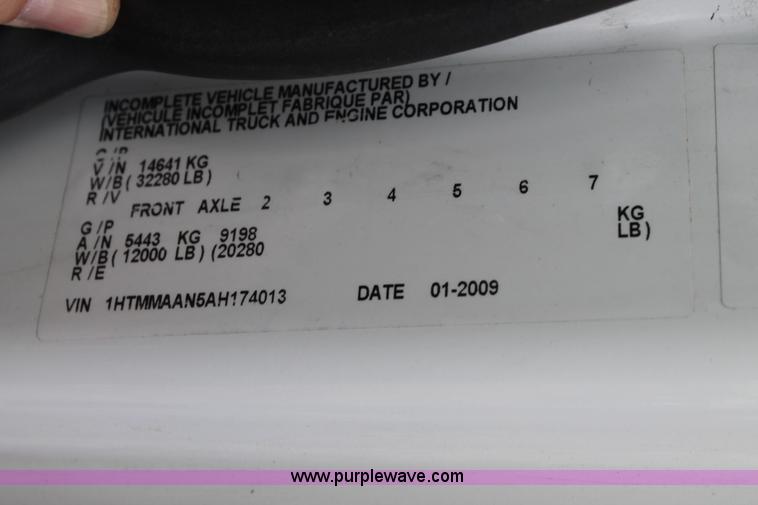 INCOMPLETE VEHICLE MANUFACTURED BY /
(VEHICULE INCOMPLET FABRIQUE PAR)
INTERNATIONAL TRUCK AND ENGINE CORPORATION
G /P
V /N 14641 KG
W/B ( 32280 LB )
R /V
FRONT AXLE 2 3 4 5 6 7
G /P
A /N 5443 KG 9198 KG
W/B ( 12000 LB ) (20280 LB )
R /E
VIN 1HTMMAAN5AH174013 DATE 01-2009
www.purplewave.com